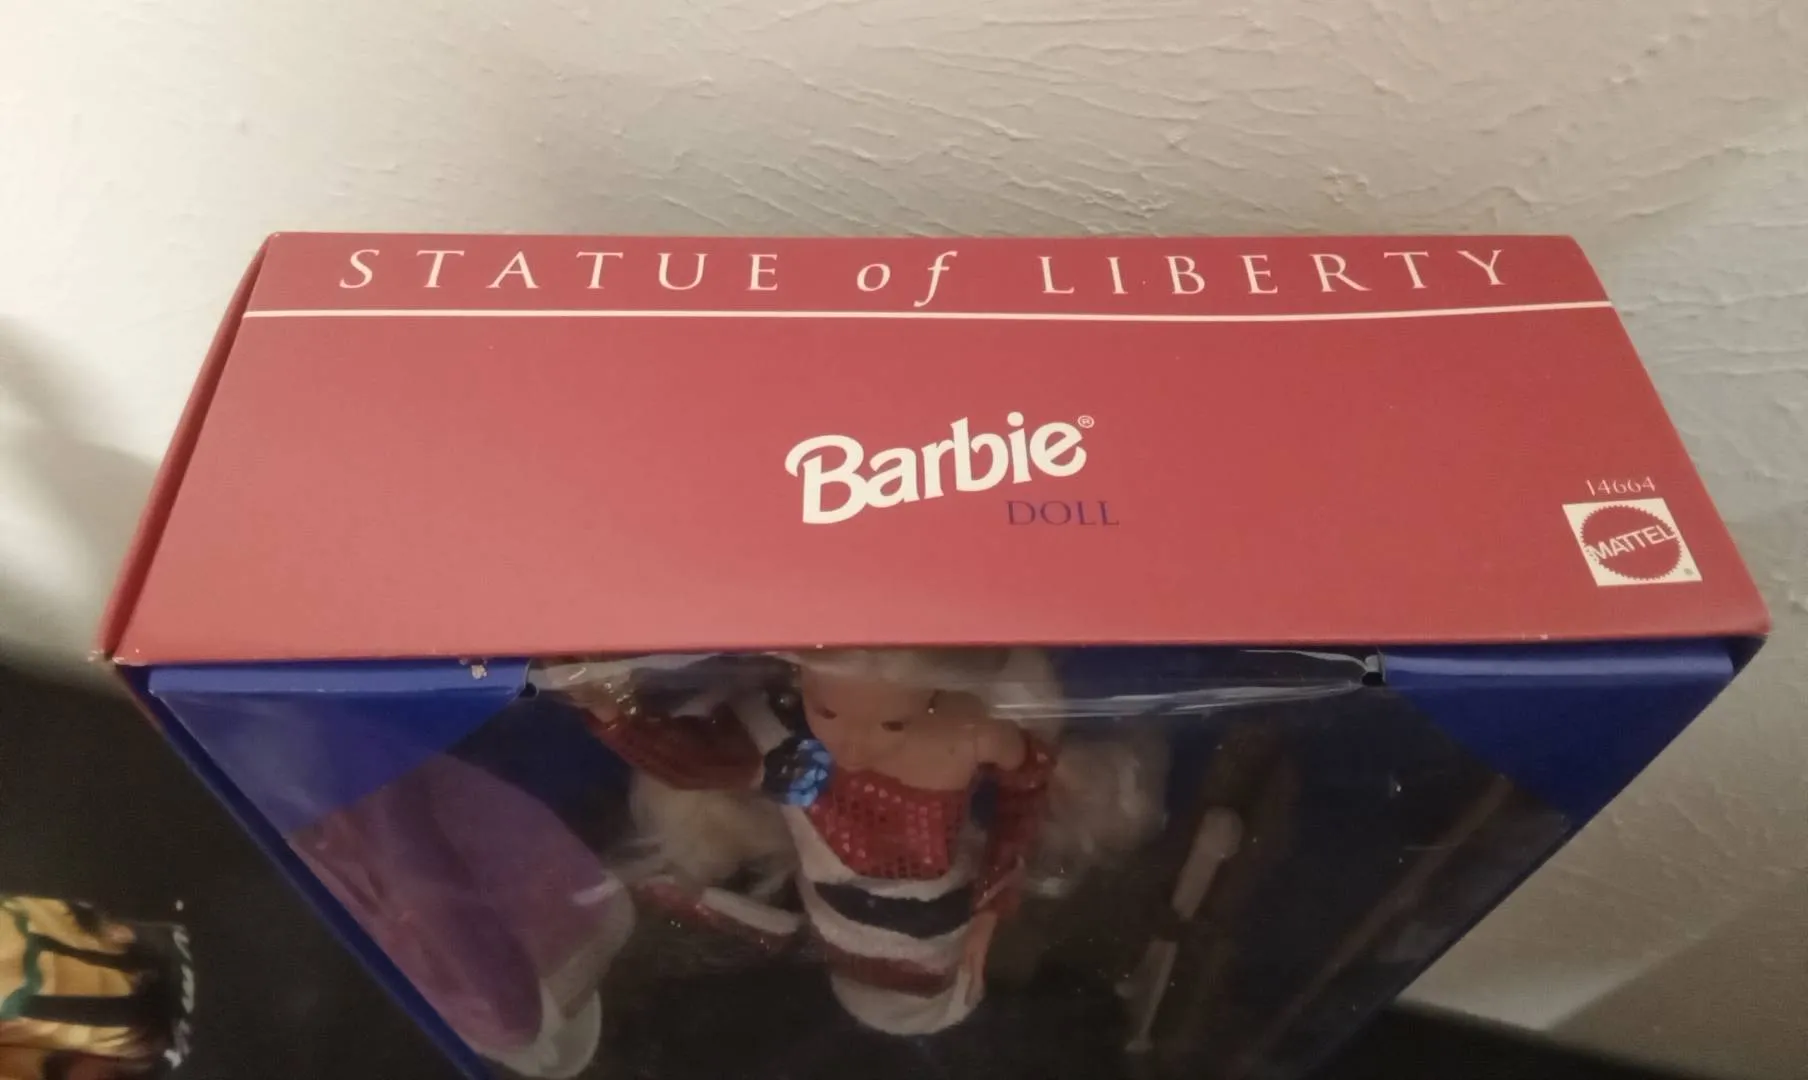 STATUE of LIBERTY
Barbie®
DOLL
14664
MATTEL®